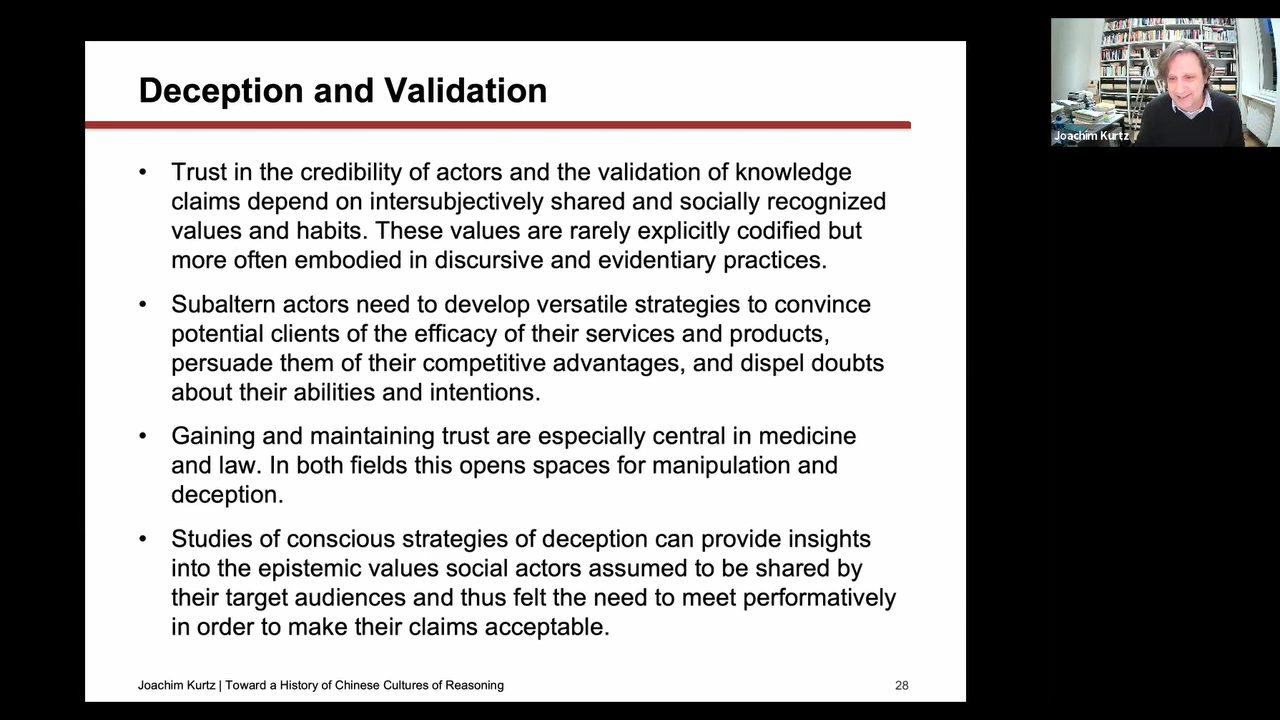 Deception and Validation
• Trust in the credibility of actors and the validation of knowledge
claims depend on intersubjectively shared and socially recognized
values and habits. These values are rarely explicitly codified but
more often embodied in discursive and evidentiary practices.
• Subaltern actors need to develop versatile strategies to convince
potential clients of the efficacy of their services and products,
persuade them of their competitive advantages, and dispel doubts
about their abilities and intentions.
• Gaining and maintaining trust are especially central in medicine
and law. In both fields this opens spaces for manipulation and
deception.
• Studies of conscious strategies of deception can provide insights
into the epistemic values social actors assumed to be shared by
their target audiences and thus felt the need to meet performatively
in order to make their claims acceptable.
Joachim Kurtz | Toward a History of Chinese Cultures of Reasoning
28
Joachim Kurtz